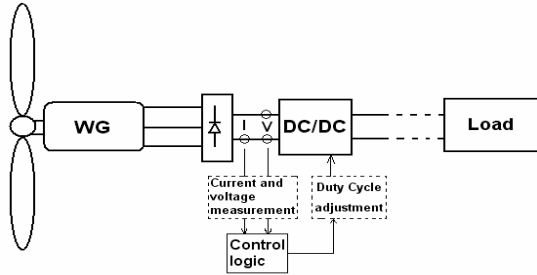 WG
I
V
DC/DC
Load
Current and
voltage
measurement
Duty Cycle
adjustment
Control
logic